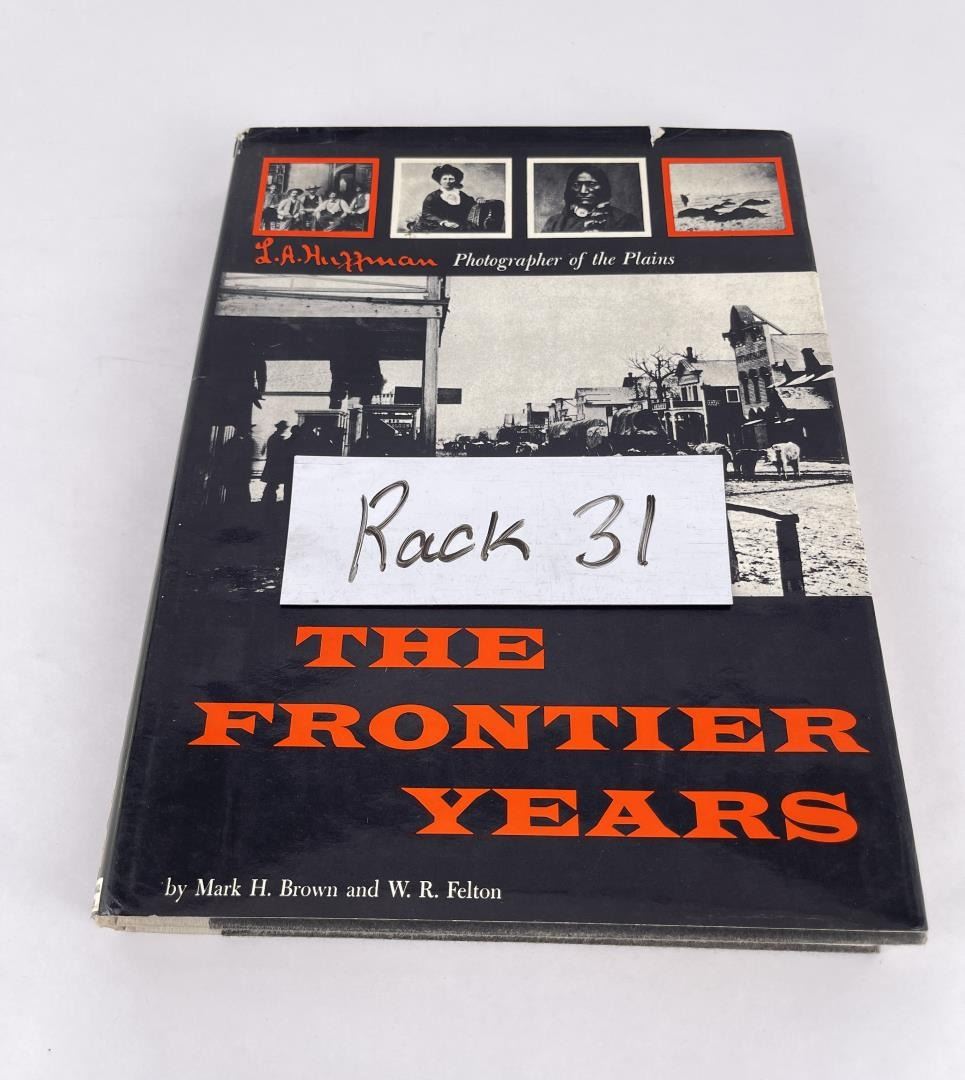 L.A. Huffman Photographer of the Plains
Rack 31
THE
FRONTIER
YEARS
by Mark H. Brown and W. R. Felton